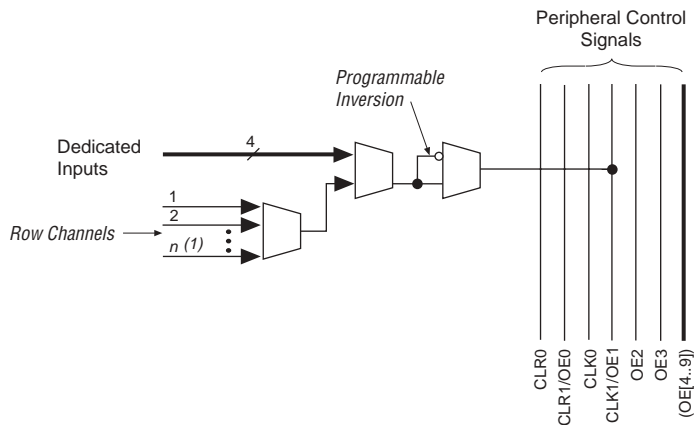 Peripheral Control
Signals
Programmable
Inversion
Dedicated
Inputs
4
1
2
n (1)
Row Channels
CLR0
CLR1/OE0
CLK0
CLK1/OE1
OE2
OE3
(OE[4..9])